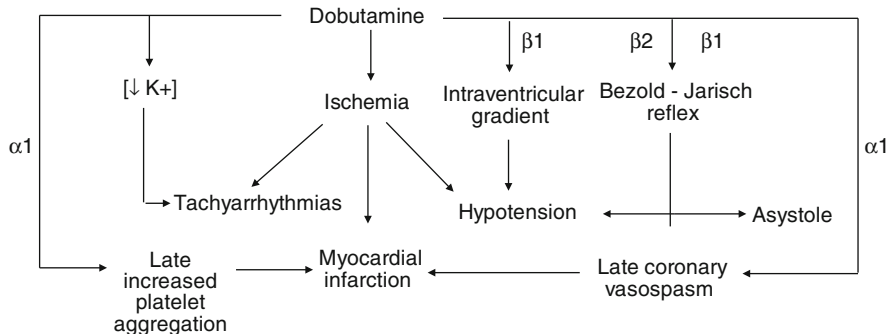 Dobutamine
β1
β2
β1
[↓ K+]
Ischemia
Intraventricular
gradient
Bezold - Jarisch
reflex
α1
α1
Tachyarrhythmias
Hypotension
Asystole
Late
increased
platelet
aggregation
Myocardial
infarction
Late coronary
vasospasm